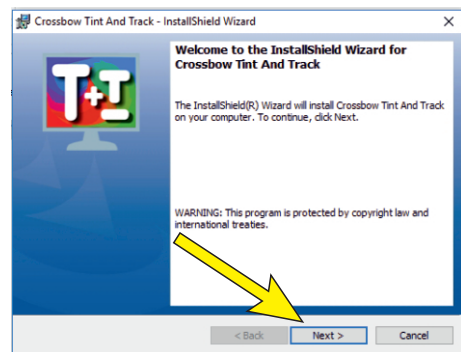 Crossbow Tint And Track - InstallShield Wizard
Welcome to the InstallShield Wizard for
Crossbow Tint And Track
T+T
The InstallShield(R) Wizard will install Crossbow Tint And Track
on your computer. To continue, click Next.
WARNING: This program is protected by copyright law and
international treaties.
< Back Next > Cancel